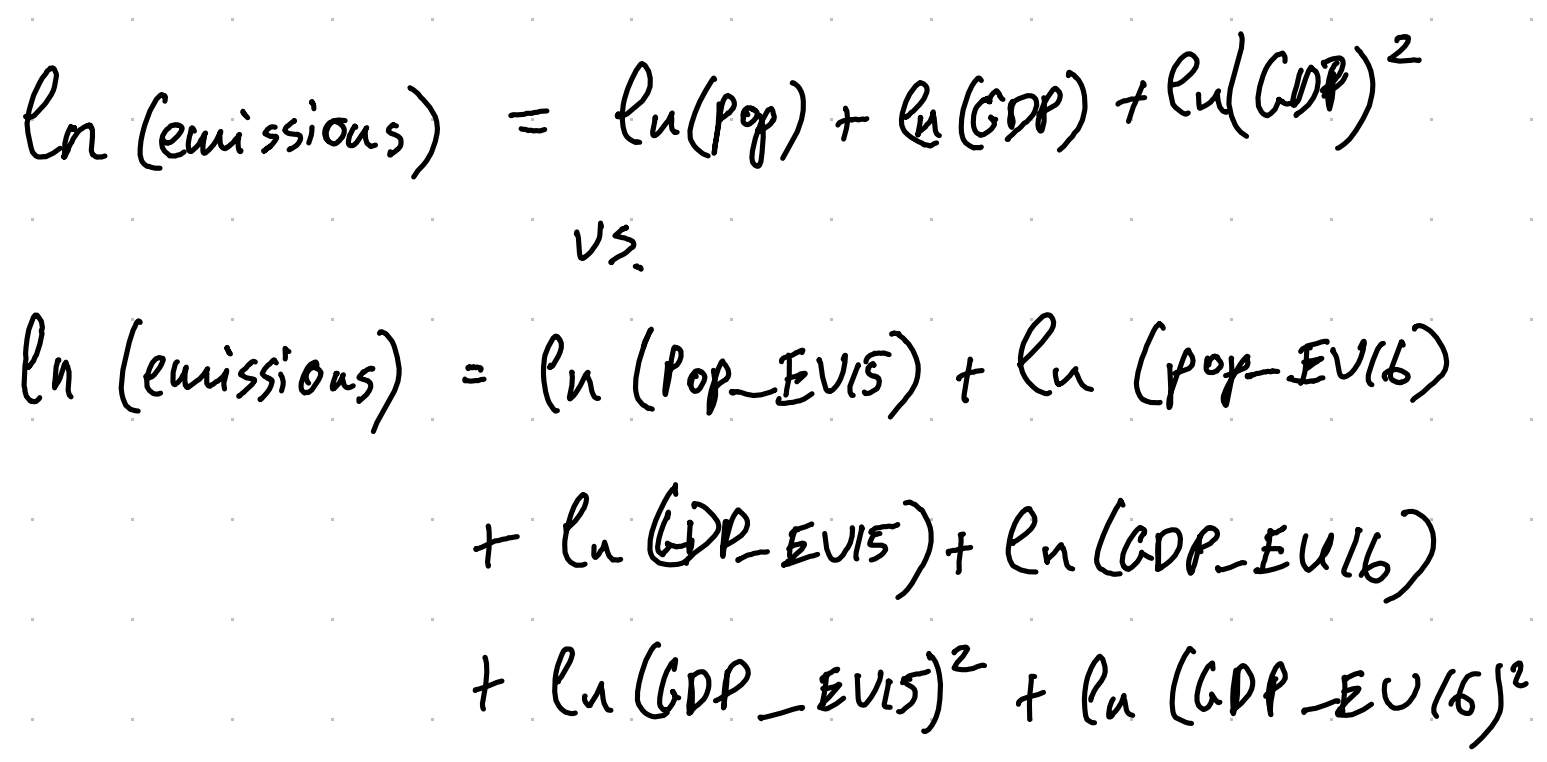 ln (emissions) = ln(Pop) + ln(GDP) + ln(GDP)²
vs.
ln (emissions) = ln (Pop_EU15) + ln (pop_EU16)
+ ln (GDP_EU15) + ln (GDP_EU16)
+ ln (GDP_EU15)² + ln (GDP_EU16)²